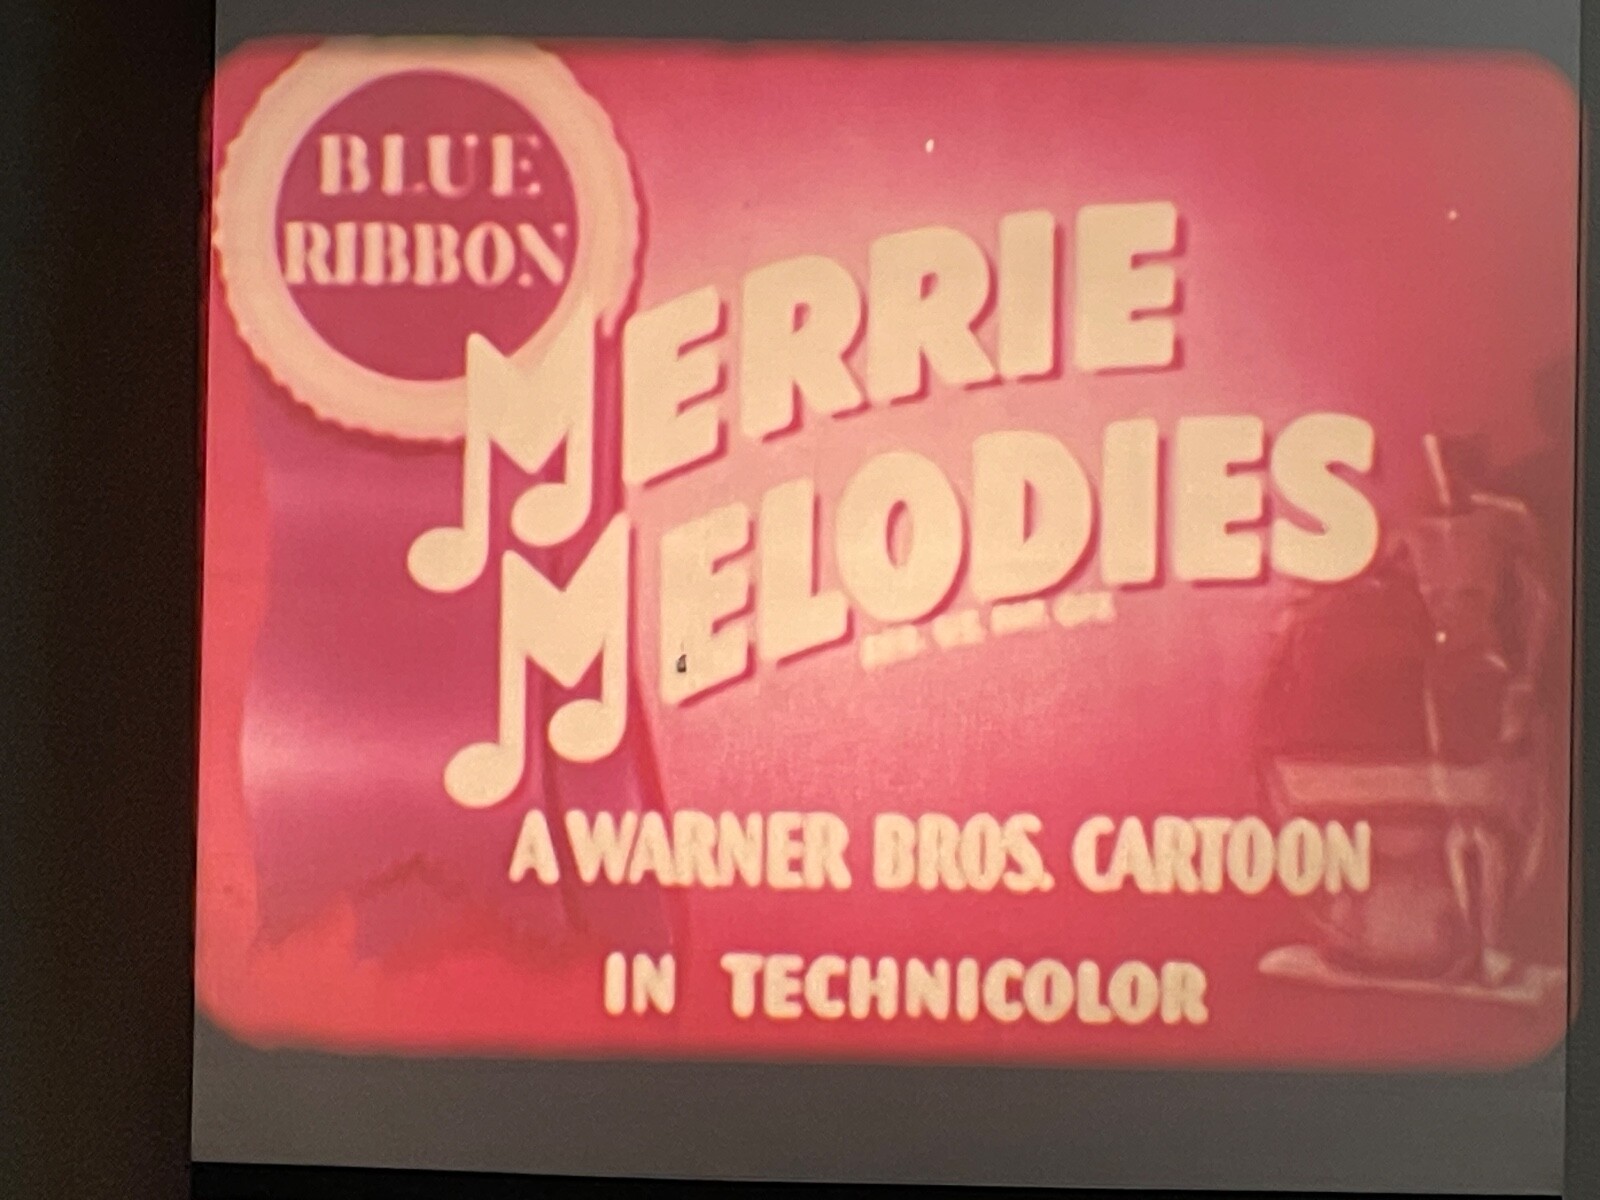 BLUE
RIBBON
MERRIE
MELODIES
A WARNER BROS. CARTOON
IN TECHNICOLOR